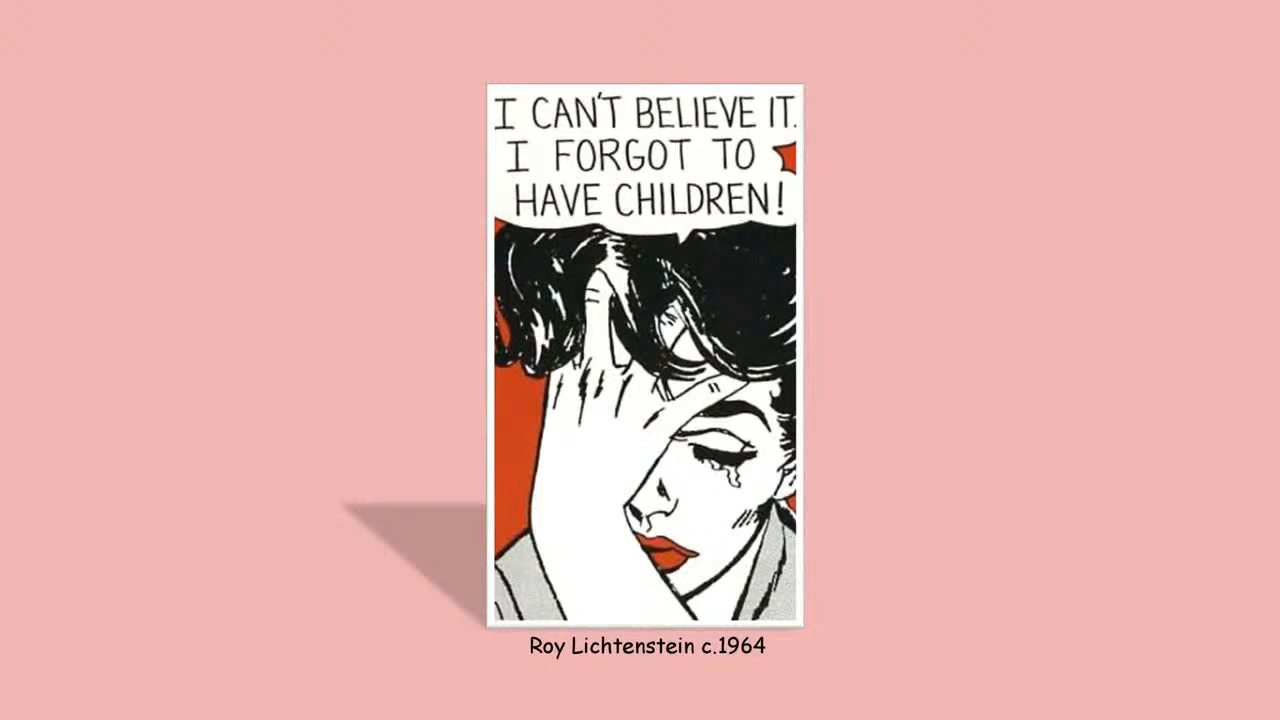 I CAN'T BELIEVE IT.
I FORGOT TO
HAVE CHILDREN!
Roy Lichtenstein c.1964